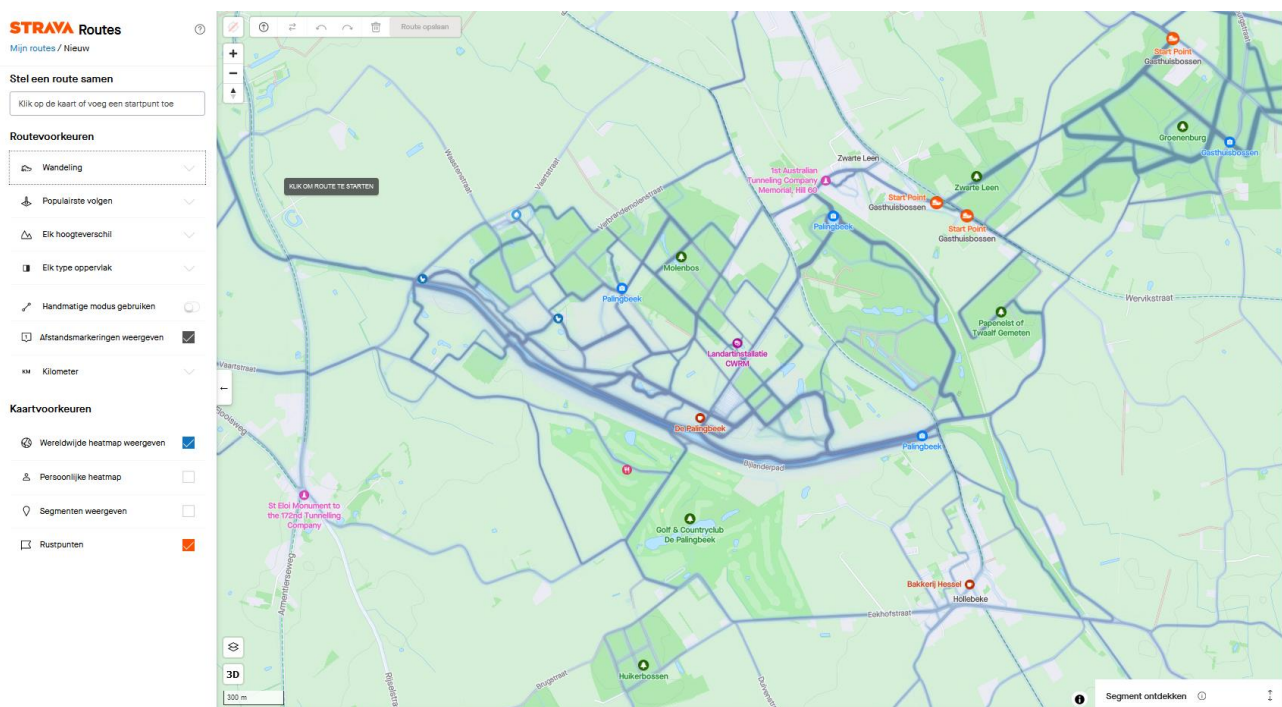 STRAVA Routes
Mijn routes / Nieuw
Stel een route samen
Klik op de kaart of voeg een startpunt toe
Routevoorkeuren
Wandeling
Populairste volgen
Elk hoogteverschil
Elk type oppervlak
Handmatige modus gebruiken
Afstandsmarkeringen weergeven
KM Kilometer
Kaartvoorkeuren
Wereldwijde heatmap weergeven
Persoonlijke heatmap
Segmenten weergeven
Rustpunten
Route opslaan
KLIK OM ROUTE TE STARTEN
Waastenstraat
Vaartstraat
Verbrandemolenstraat
Molenbos
Palingbeek
Landartinstallatie
CWRM
De Palingbeek
Bijlanderpad
Palingbeek
1st Australian
Tunneling Company
Memorial, Hill 60
Zwarte Leen
Palingbeek
Zwarte Leen
Start Point
Gasthuisbossen
Start Point
Gasthuisbossen
Start Point
Gasthuisbossen
Groenenburg
Gasthuisbossen
Wervikstraat
Papenelst of
Twaalf Gemeten
Vaartstraat
St Eloi Monument to
the 172nd Tunnelling
Company
Armentierseweg
Rijselstraat
Golf & Countryclub
De Palingbeek
Bakkerij Hessel
Hollebeke
Eekhofstraat
Huikerbossen
Brugstraat
3D
300 m
Segment ontdekken